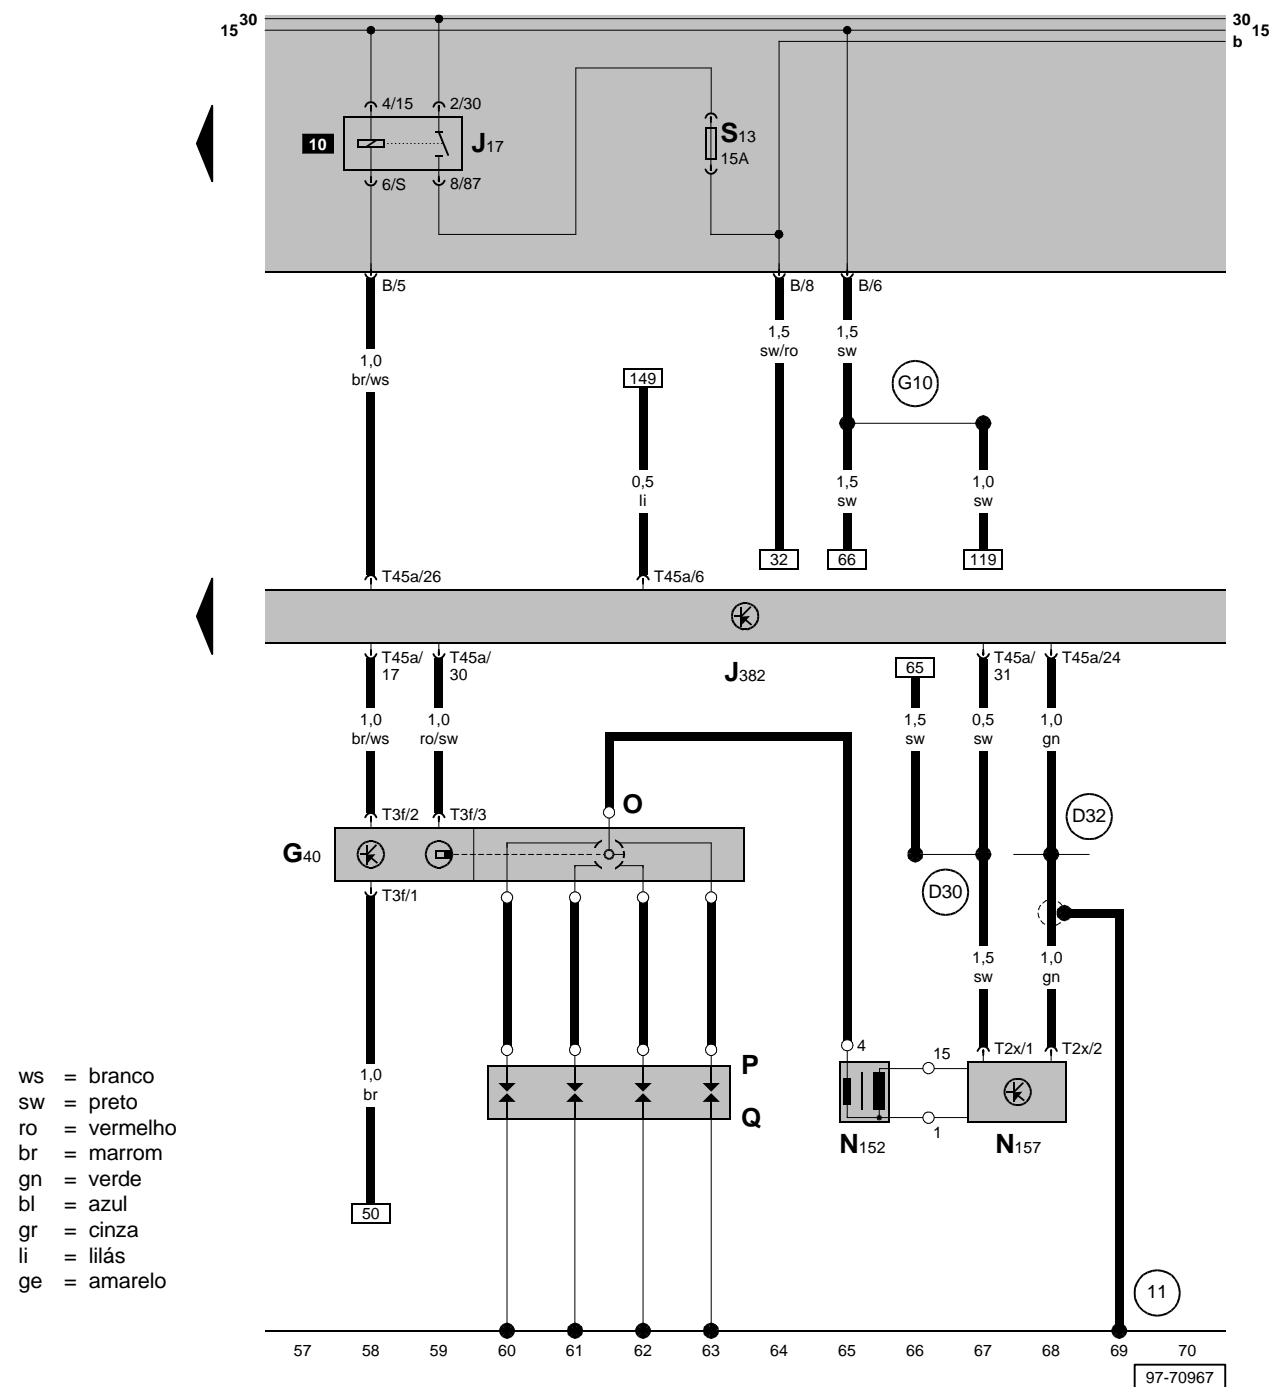 30
15
30
15
b
4/15
2/30
10
J17
S13
15A
6/S
8/87
B/5
B/8
B/6
1,0
br/ws
1,5
sw/ro
1,5
sw
149
G10
0,5
li
1,5
sw
1,0
sw
32
66
119
T45a/26
T45a/6
J382
T45a/
17
T45a/
30
65
T45a/
31
T45a/24
1,0
br/ws
1,0
ro/sw
1,5
sw
0,5
sw
1,0
gn
O
T3f/2
T3f/3
D32
G40
T3f/1
D30
1,5
sw
1,0
gn
4
15
T2x/1
T2x/2
P
Q
1
N152
N157
1,0
br
50
ws = branco
sw = preto
ro = vermelho
br = marrom
gn = verde
bl = azul
gr = cinza
li = lilás
ge = amarelo
11
57 58 59 60 61 62 63 64 65 66 67 68 69 70
97-70967